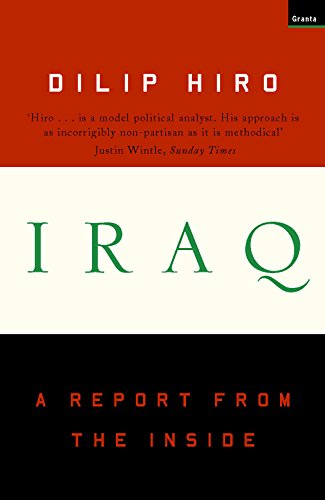 Granta
DILIP HIRO
‘Hiro . . . is a model political analyst. His approach is
as incorrigibly non-partisan as it is methodical’
Justin Wintle, Sunday Times
IRAQ
A REPORT FROM
THE INSIDE